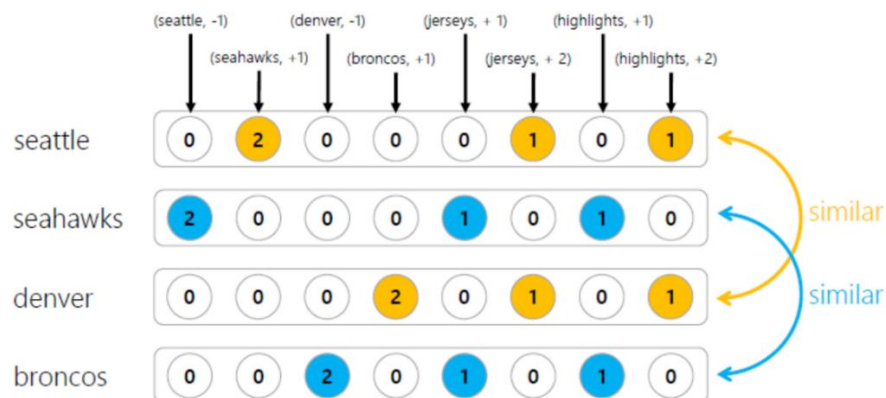 (seattle, -1) (denver, -1) (jerseys, + 1) (highlights, +1)
(seahawks, +1) (broncos, +1) (jerseys, + 2) (highlights, +2)
seattle 0 2 0 0 0 1 0 1
seahawks 2 0 0 0 1 0 1 0 similar
denver 0 0 0 2 0 1 0 1 similar
broncos 0 0 2 0 1 0 1 0